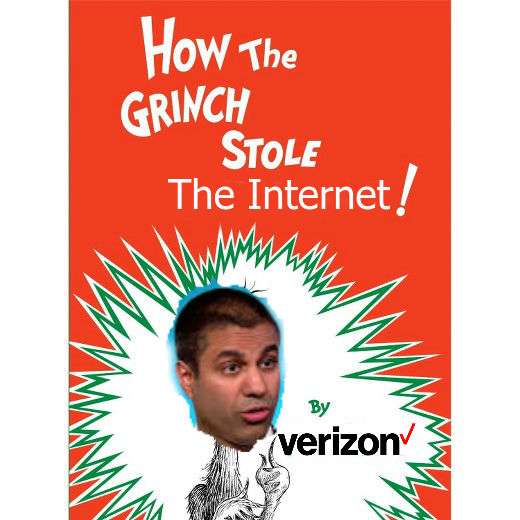 How The
GRINCH
STOLE
The Internet!
By
verizon✓